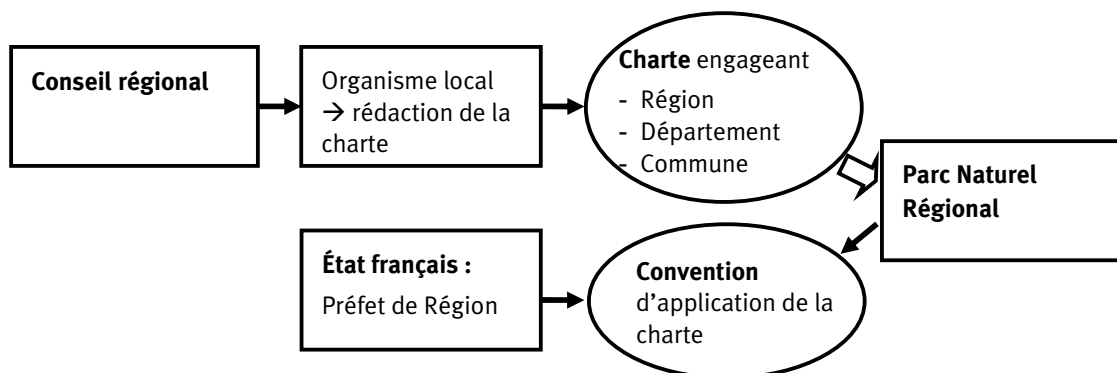 Conseil régional
Organisme local
→ rédaction de la
charte
Charte engageant
- Région
- Département
- Commune
Parc Naturel
Régional
État français :
Préfet de Région
Convention
d'application de la
charte